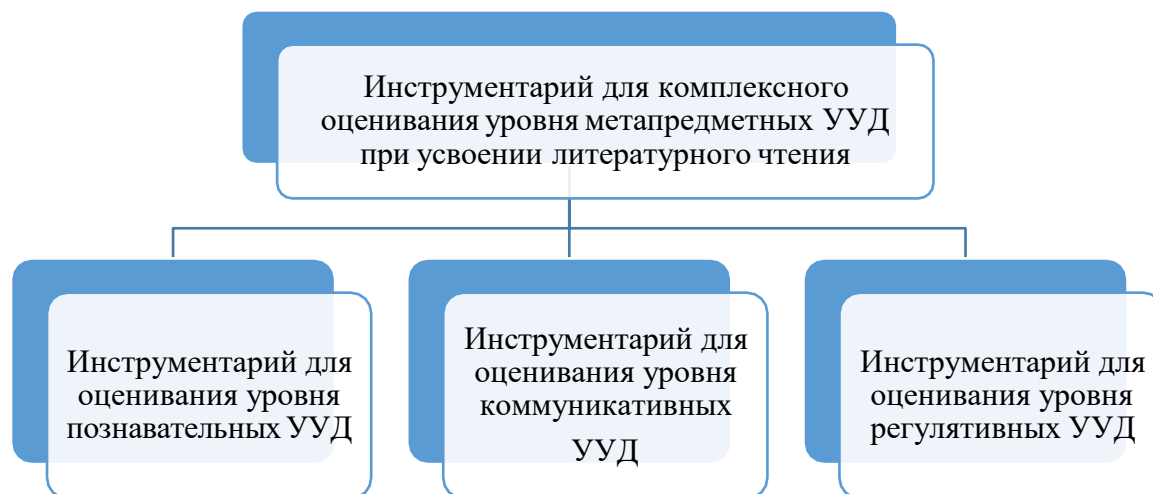 Инструментарий для комплексного
оценивания уровня метапредметных УУД
при усвоении литературного чтения
Инструментарий для
оценивания уровня
познавательных УУД
Инструментарий для
оценивания уровня
коммуникативных
УУД
Инструментарий для
оценивания уровня
регулятивных УУД